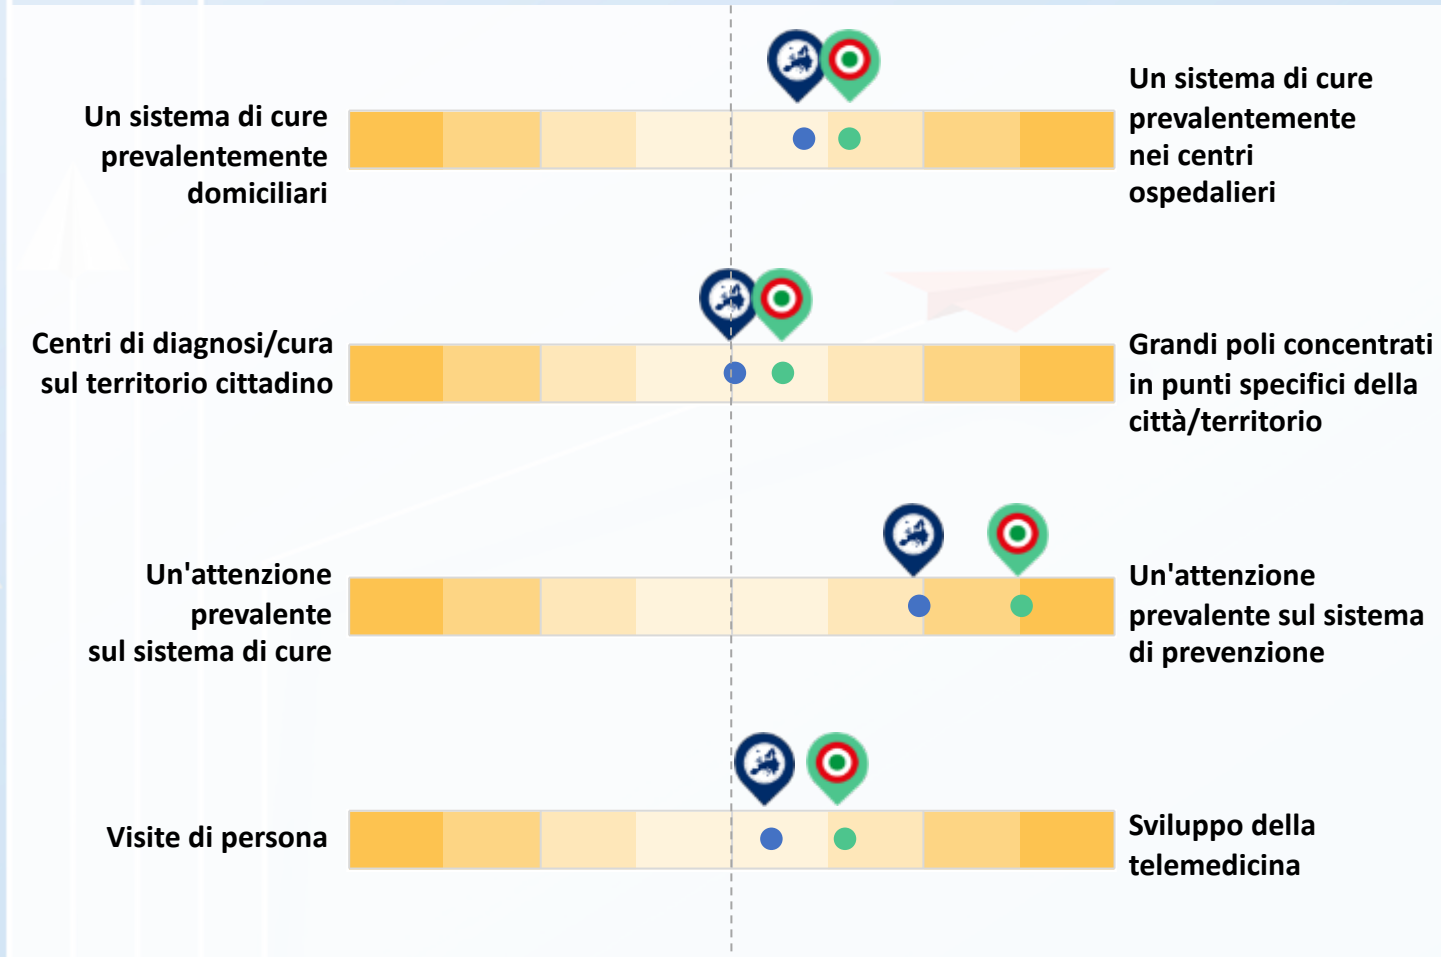 Un sistema di cure
prevalentemente
domiciliari
Un sistema di cure
prevalentemente
nei centri
ospedalieri
Centri di diagnosi/cura
sul territorio cittadino
Grandi poli concentrati
in punti specifici della
città/territorio
Un'attenzione
prevalente
sul sistema di cure
Un'attenzione
prevalente sul sistema
di prevenzione
Visite di persona
Sviluppo della
telemedicina